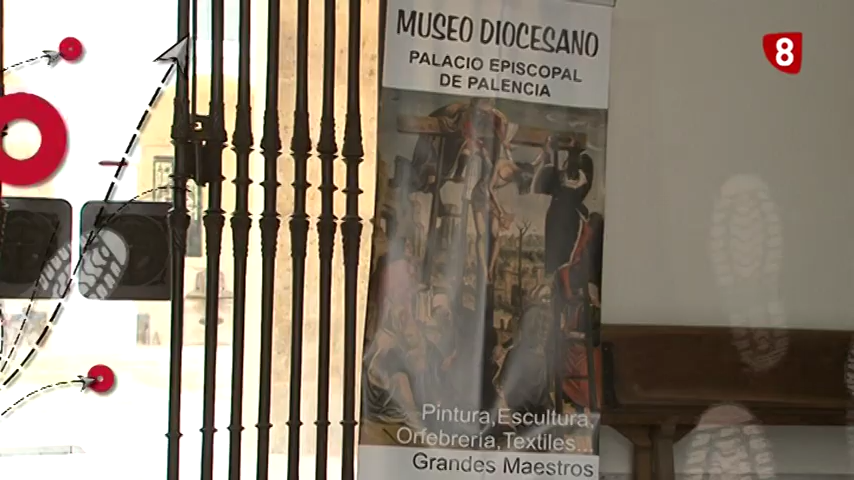 MUSEO DIOCESANO
PALACIO EPISCOPAL
DE PALENCIA
8
Pintura,Escultura,
Orfebrería,Textiles...
Grandes Maestros